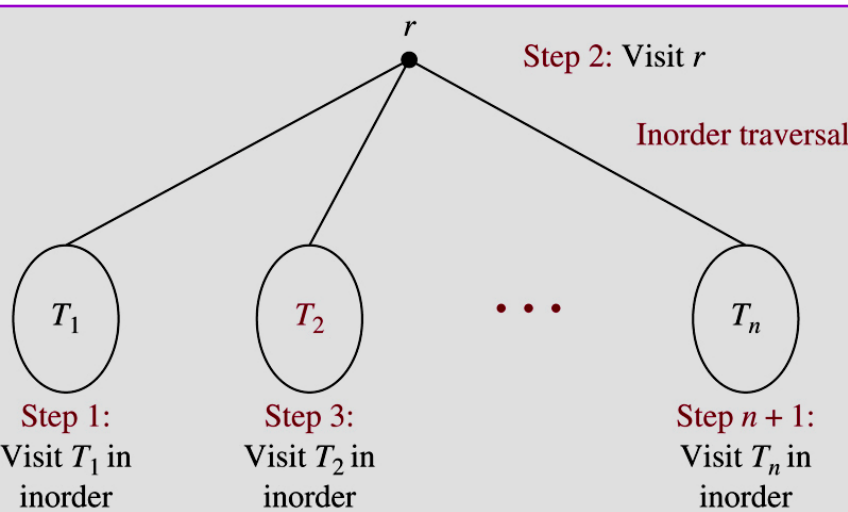 r
Step 2: Visit r
Inorder traversal
T₁
T₂
• • •
Tₙ
Step 1:
Visit T₁ in
inorder
Step 3:
Visit T₂ in
inorder
Step n + 1:
Visit Tₙ in
inorder